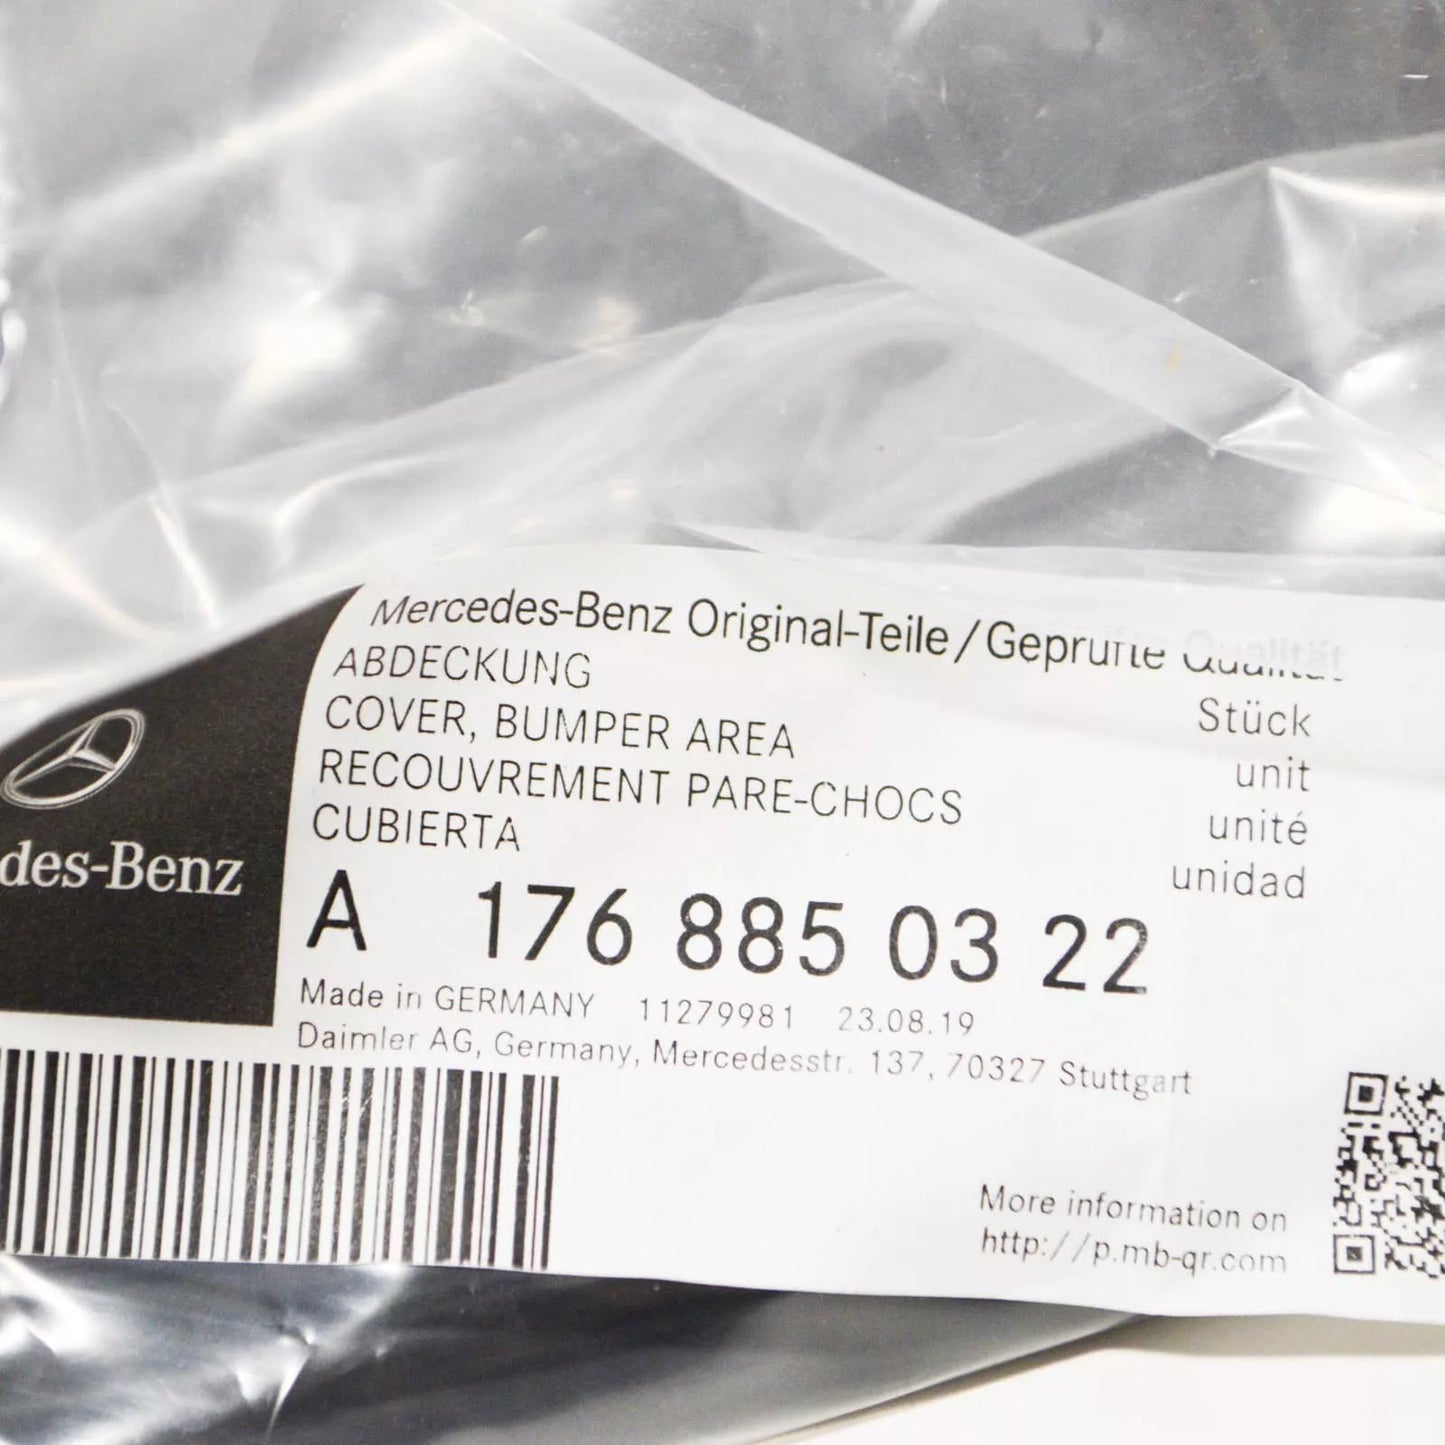 Mercedes-Benz Original-Teile/Geprüfte Qualität
ABDECKUNG
COVER, BUMPER AREA
RECOUVREMENT PARE-CHOCS
CUBIERTA
Stück
unit
unité
unidad
des-Benz
A 176 885 03 22
Made in GERMANY 11279981 23.08.19
Daimler AG, Germany, Mercedesstr. 137, 70327 Stuttgart
More information on
http://p.mb-qr.com